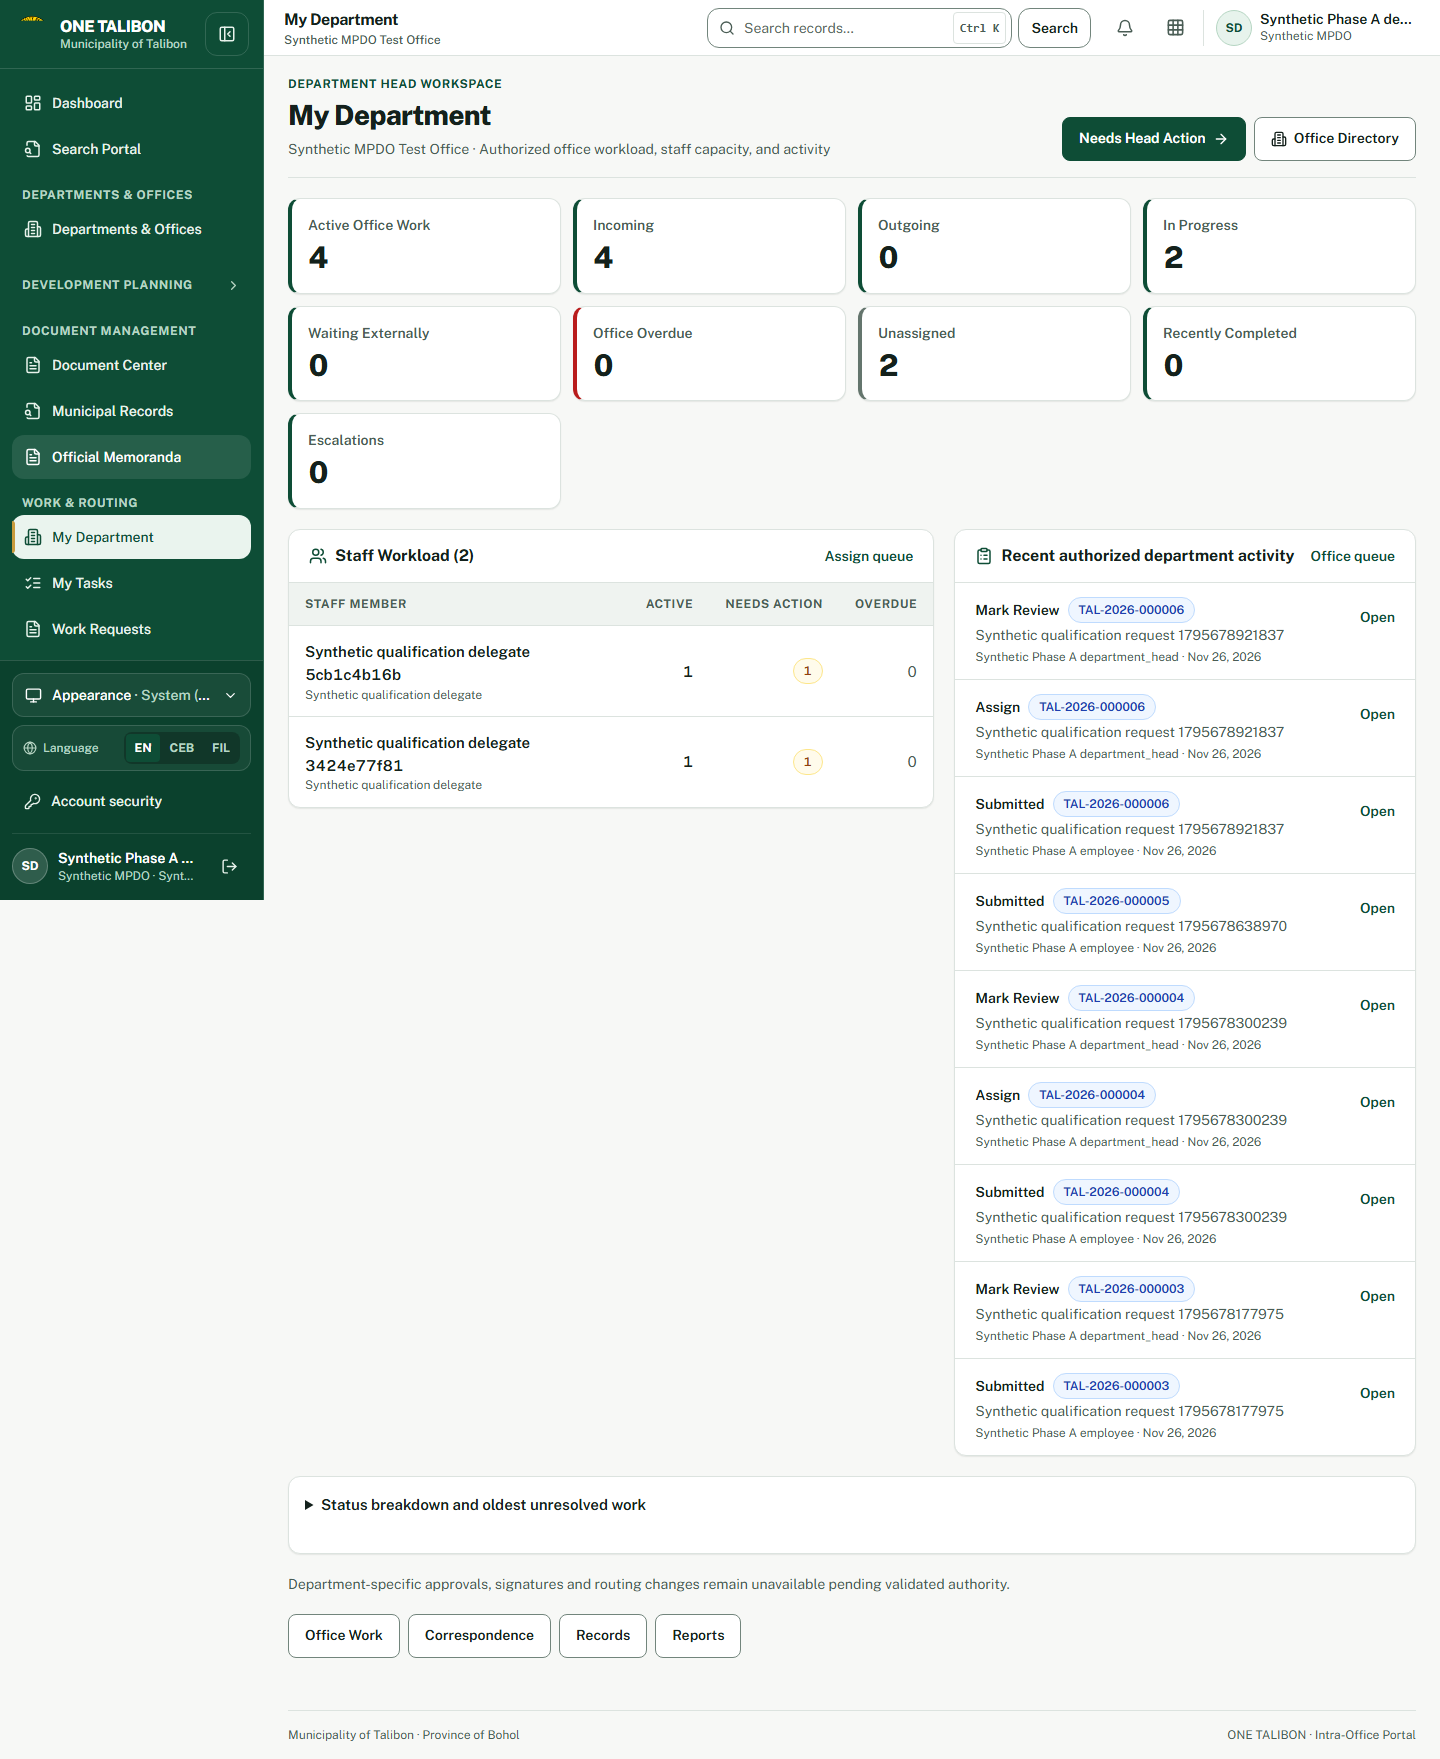 ONE TALIBON
Municipality of Talibon
Dashboard
Search Portal
DEPARTMENTS & OFFICES
Departments & Offices
DEVELOPMENT PLANNING
DOCUMENT MANAGEMENT
Document Center
Municipal Records
Official Memoranda
WORK & ROUTING
My Department
My Tasks
Work Requests
Appearance · System (...
Language EN CEB FIL
Account security
SD
Synthetic Phase A ...
Synthetic MPDO · Synt...
My Department
Synthetic MPDO Test Office
Search records...
Ctrl K
Search
SD
Synthetic Phase A de...
Synthetic MPDO
DEPARTMENT HEAD WORKSPACE
My Department
Synthetic MPDO Test Office · Authorized office workload, staff capacity, and activity
Needs Head Action
Office Directory
Active Office Work
4
Incoming
4
Outgoing
0
In Progress
2
Waiting Externally
0
Office Overdue
0
Unassigned
2
Recently Completed
0
Escalations
0
Staff Workload (2)
Assign queue
STAFF MEMBER ACTIVE NEEDS ACTION OVERDUE
Synthetic qualification delegate
5cb1c4b16b
Synthetic qualification delegate
1 1 0
Synthetic qualification delegate
3424e77f81
Synthetic qualification delegate
1 1 0
Recent authorized department activity
Office queue
Mark Review TAL-2026-000006
Synthetic qualification request 1795678921837
Synthetic Phase A department_head · Nov 26, 2026
Open
Assign TAL-2026-000006
Synthetic qualification request 1795678921837
Synthetic Phase A department_head · Nov 26, 2026
Open
Submitted TAL-2026-000006
Synthetic qualification request 1795678921837
Synthetic Phase A employee · Nov 26, 2026
Open
Submitted TAL-2026-000005
Synthetic qualification request 1795678638970
Synthetic Phase A employee · Nov 26, 2026
Open
Mark Review TAL-2026-000004
Synthetic qualification request 1795678300239
Synthetic Phase A department_head · Nov 26, 2026
Open
Assign TAL-2026-000004
Synthetic qualification request 1795678300239
Synthetic Phase A department_head · Nov 26, 2026
Open
Submitted TAL-2026-000004
Synthetic qualification request 1795678300239
Synthetic Phase A employee · Nov 26, 2026
Open
Mark Review TAL-2026-000003
Synthetic qualification request 1795678177975
Synthetic Phase A department_head · Nov 26, 2026
Open
Submitted TAL-2026-000003
Synthetic qualification request 1795678177975
Synthetic Phase A employee · Nov 26, 2026
Open
Status breakdown and oldest unresolved work
Department-specific approvals, signatures and routing changes remain unavailable pending validated authority.
Office Work
Correspondence
Records
Reports
Municipality of Talibon · Province of Bohol
ONE TALIBON · Intra-Office Portal